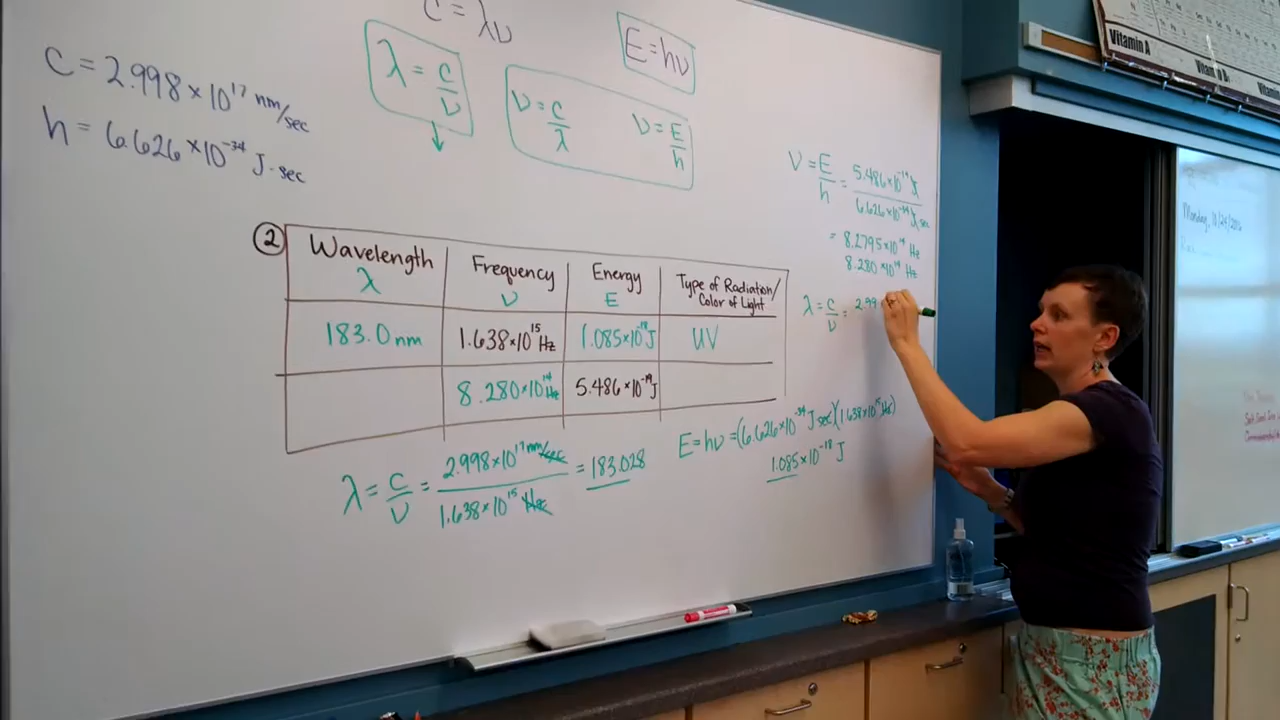 C = λν
C = 2.998 × 10¹⁷ nm/sec
h = 6.626 × 10⁻³⁴ J·sec
λ = C/ν
ν = C/λ
ν = E/h
E = hν
②
Wavelength λ | Frequency ν | Energy E | Type of Radiation/ Color of Light
183.0 nm | 1.638×10¹⁵ Hz | 1.085×10⁻¹⁸ J | UV
8.280×10¹⁴ Hz | 5.486×10⁻¹⁹ J
λ = C/ν = 2.998×10¹⁷ nm/sec / 1.638×10¹⁵ Hz = 183.028
E = hν = (6.626×10⁻³⁴ J sec)(1.638×10¹⁵ Hz)
1.085×10⁻¹⁸ J
ν = E/h = 5.486×10⁻¹⁹ J / 6.626×10⁻³⁴ J sec
= 8.2795×10¹⁴ Hz
8.280×10¹⁴ Hz
λ = C/ν = 2.99
Vitamin A
Vitamin B
Vitamin
Monday,